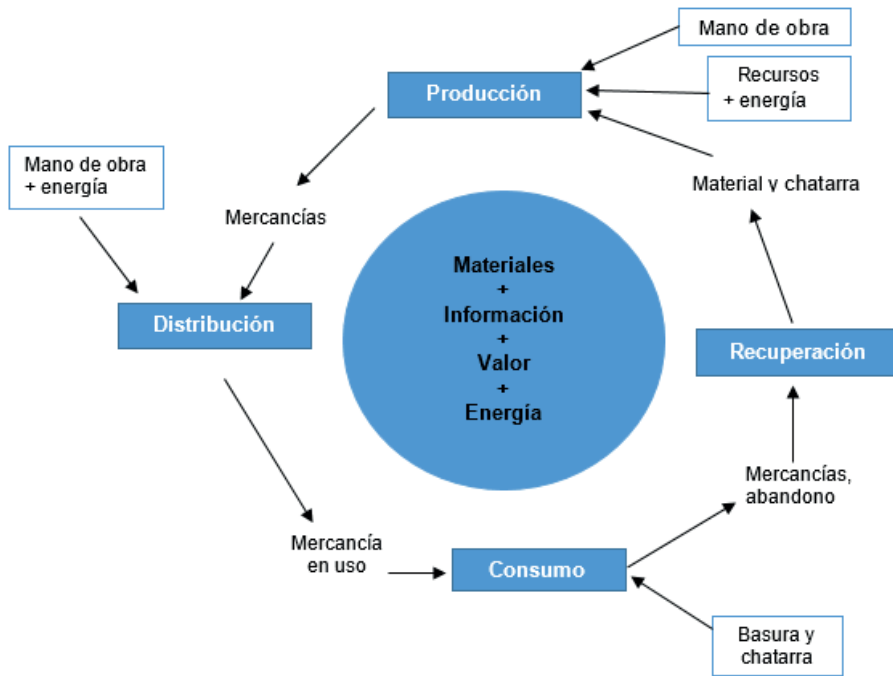 Mano de obra
Producción
Recursos
+ energía
Mano de obra
+ energía
Material y chatarra
Mercancías
Materiales
+
Información
+
Valor
+
Energía
Distribución
Recuperación
Mercancías,
abandono
Mercancía
en uso
Consumo
Basura y
chatarra